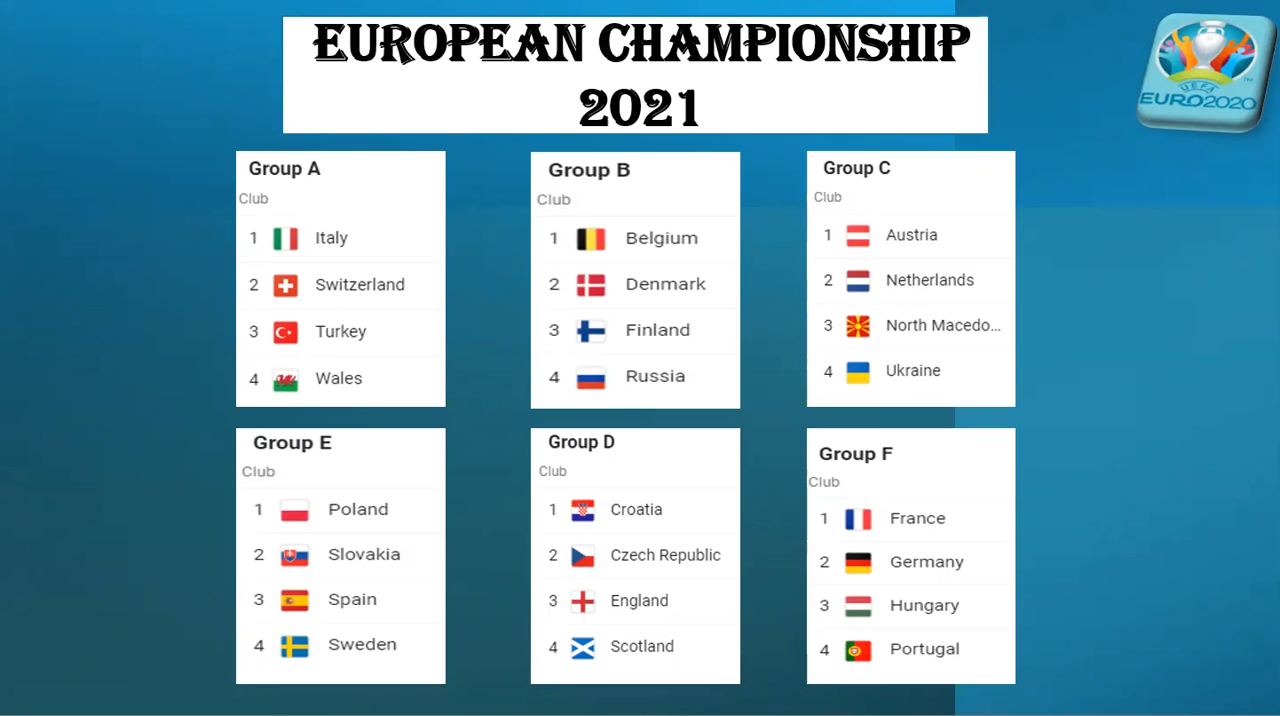 EUROPEAN CHAMPIONSHIP
2021
UEFA
EURO2020
Group A
Club
1 Italy
2 Switzerland
3 Turkey
4 Wales
Group B
Club
1 Belgium
2 Denmark
3 Finland
4 Russia
Group C
Club
1 Austria
2 Netherlands
3 North Macedo...
4 Ukraine
Group E
Club
1 Poland
2 Slovakia
3 Spain
4 Sweden
Group D
Club
1 Croatia
2 Czech Republic
3 England
4 Scotland
Group F
Club
1 France
2 Germany
3 Hungary
4 Portugal